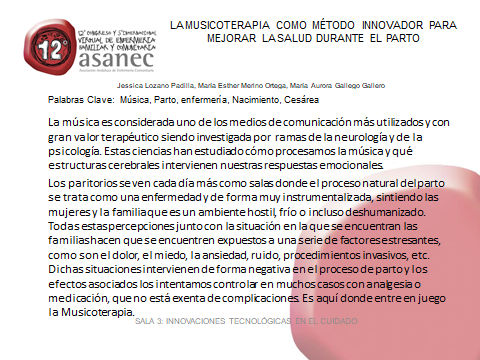 LA MUSICOTERAPIA COMO MÉTODO INNOVADOR PARA
MEJORAR LA SALUD DURANTE EL PARTO
12º CONGRESO Y 5º INTERNACIONAL
VIRTUAL DE ENFERMERÍA
FAMILIAR Y COMUNITARIA
12º
asanec
Asociación Andaluza de Enfermería Comunitaria
Jessica Lozano Padilla, María Esther Merino Ortega, María Aurora Gallego Gallero
Palabras Clave: Música, Parto, enfermería, Nacimiento, Cesárea
La música es considerada uno de los medios de comunicación más utilizados y con
gran valor terapéutico siendo investigada por ramas de la neurología y de la
psicología. Estas ciencias han estudiado cómo procesamos la música y qué
estructuras cerebrales intervienen nuestras respuestas emocionales.
Los paritorios se ven cada día más como salas donde el proceso natural del parto
se trata como una enfermedad y de forma muy instrumentalizada, sintiendo las
mujeres y la familia que es un ambiente hostil, frío o incluso deshumanizado.
Todas estas percepciones junto con la situación en la que se encuentran las
familias hacen que se encuentren expuestos a una serie de factores estresantes,
como son el dolor, el miedo, la ansiedad, ruido, procedimientos invasivos, etc.
Dichas situaciones intervienen de forma negativa en el proceso de parto y los
efectos asociados los intentamos controlar en muchos casos con analgesia o
medicación, que no está exenta de complicaciones. Es aquí donde entre en juego
la Musicoterapia.
SALA 3: INNOVACIONES TECNOLÓGICAS EN EL CUIDADO